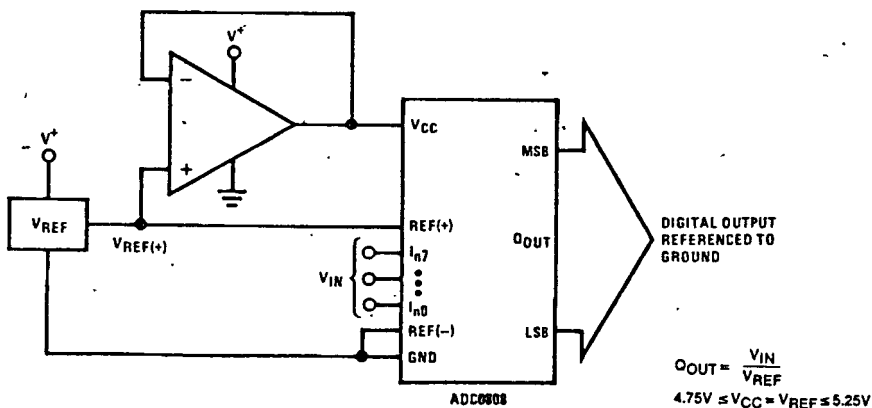 V+
V+
−
+
VCC
MSB
VREF
VREF(+)
REF(+)
QOUT
DIGITAL OUTPUT
REFERENCED TO
GROUND
In7
VIN
In0
REF(−)
GND
LSB
ADC0808
QOUT = VIN / VREF
4.75V ≤ VCC = VREF ≤ 5.25V